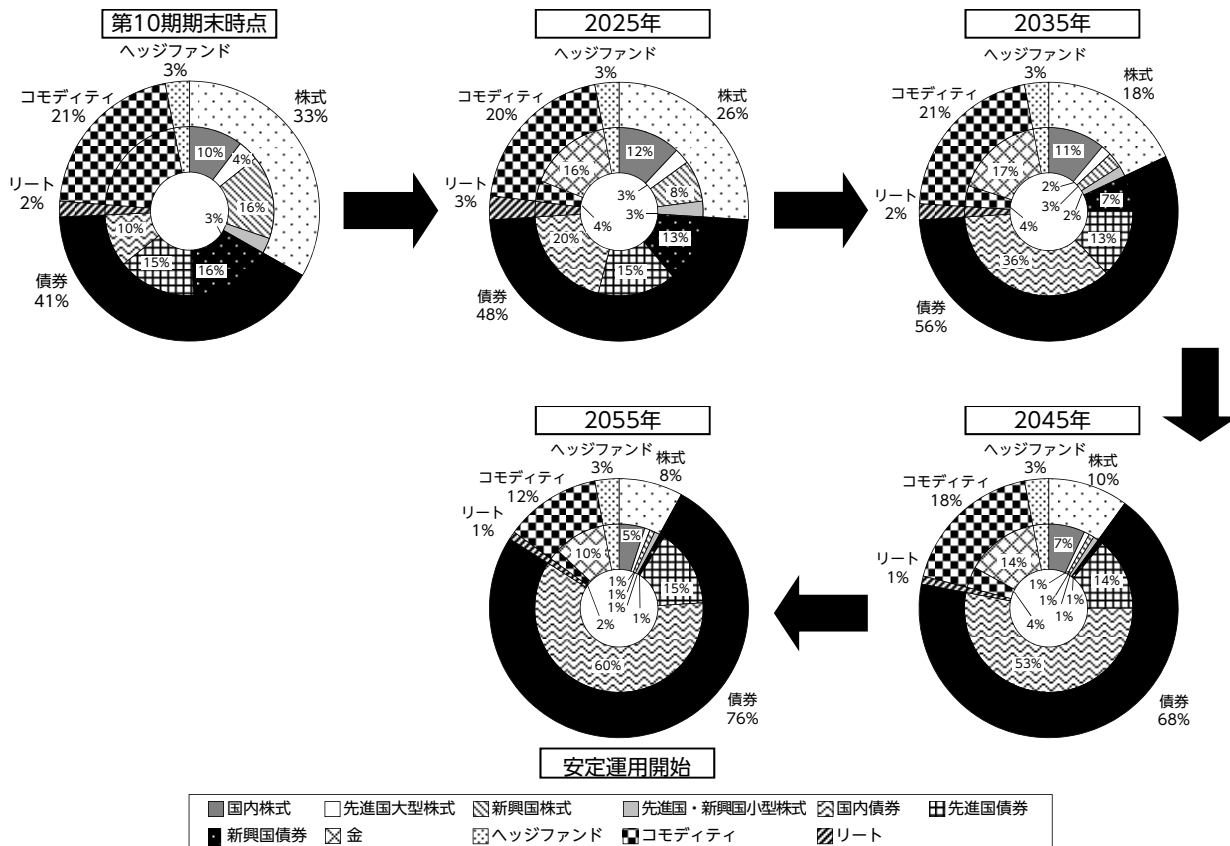 第10期期末時点
ヘッジファンド
3%
コモディティ
21%
株式
33%
リート
2%
債券
41%
10%
4%
16%
3%
16%
15%
10%
2025年
ヘッジファンド
3%
コモディティ
20%
株式
26%
リート
3%
債券
48%
12%
3%
8%
3%
13%
15%
20%
4%
16%
2035年
ヘッジファンド
3%
コモディティ
21%
株式
18%
リート
2%
債券
56%
11%
2%
3%
2%
7%
13%
36%
4%
17%
2055年
ヘッジファンド
3%
コモディティ
12%
株式
8%
リート
1%
債券
76%
5%
1%
1%
1%
1%
15%
60%
2%
10%
2045年
ヘッジファンド
3%
コモディティ
18%
株式
10%
リート
1%
債券
68%
7%
1%
1%
1%
1%
14%
53%
4%
14%
安定運用開始
国内株式 先進国大型株式 新興国株式 先進国・新興国小型株式 国内債券 先進国債券
新興国債券 金 ヘッジファンド コモディティ リート